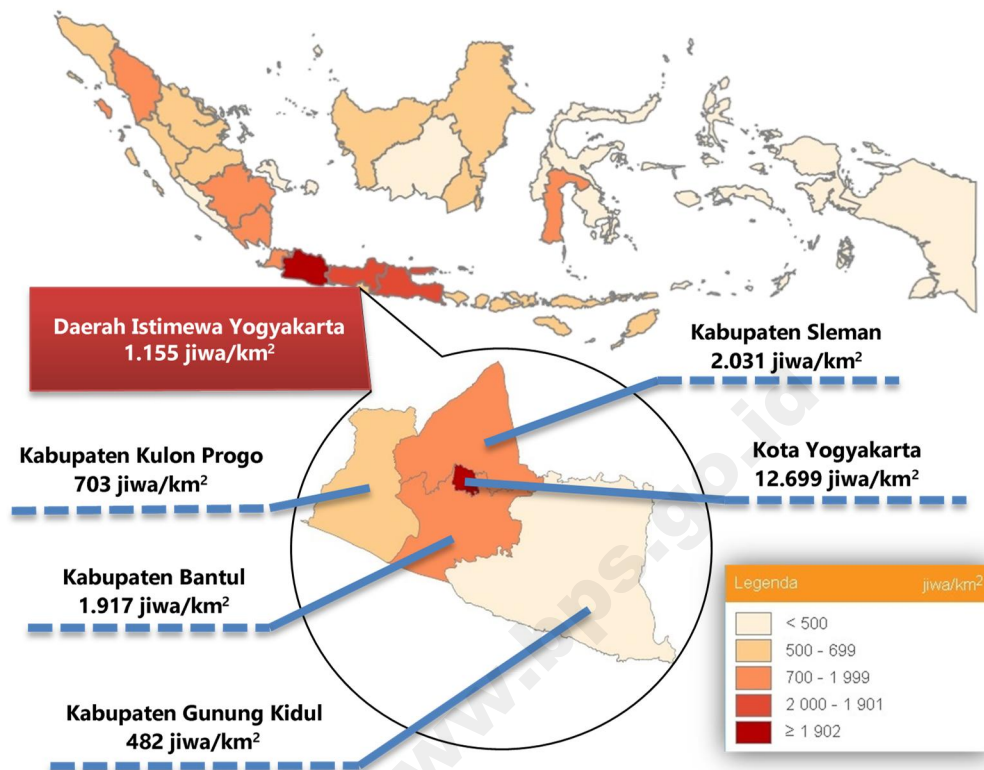 Daerah Istimewa Yogyakarta
1.155 jiwa/km²
Kabupaten Sleman
2.031 jiwa/km²
Kabupaten Kulon Progo
703 jiwa/km²
Kota Yogyakarta
12.699 jiwa/km²
Kabupaten Bantul
1.917 jiwa/km²
Kabupaten Gunung Kidul
482 jiwa/km²
Legenda jiwa/km²
< 500
500 - 699
700 - 1 999
2 000 - 1 901
≥ 1 902
www.bps.go.id